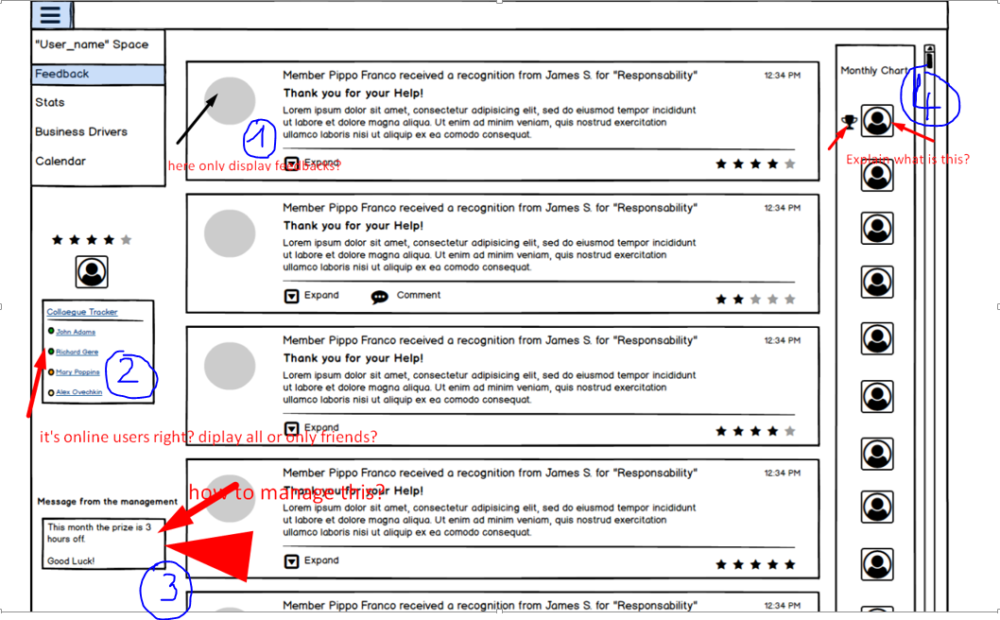 "User_name" Space
Feedback
Stats
Business Drivers
Calendar
Collaegue Tracker
John Adams
Richard Gere
Mary Poppins
Alex Ovechkin
2
it's online users right? diplay all or only friends?
Message from the management
This month the prize is 3
hours off.
Good Luck!
3
how to manage this?
Member Pippo Franco received a recognition from James S. for "Responsability"
12:34 PM
Thank you for your Help!
Lorem ipsum dolor sit amet, consectetur adipisicing elit, sed do eiusmod tempor incididunt
ut labore et dolore magna aliqua. Ut enim ad minim veniam, quis nostrud exercitation
ullamco laboris nisi ut aliquip ex ea comodo consequat.
1
here only display feedbacks?
Expand
Member Pippo Franco received a recognition from James S. for "Responsability"
12:34 PM
Thank you for your Help!
Lorem ipsum dolor sit amet, consectetur adipisicing elit, sed do eiusmod tempor incididunt
ut labore et dolore magna aliqua. Ut enim ad minim veniam, quis nostrud exercitation
ullamco laboris nisi ut aliquip ex ea comodo consequat.
Expand
Comment
Member Pippo Franco received a recognition from James S. for "Responsability"
12:34 PM
Thank you for your Help!
Lorem ipsum dolor sit amet, consectetur adipisicing elit, sed do eiusmod tempor incididunt
ut labore et dolore magna aliqua. Ut enim ad minim veniam, quis nostrud exercitation
ullamco laboris nisi ut aliquip ex ea comodo consequat.
Expand
Member Pippo Franco received a recognition from James S. for "Responsability"
12:34 PM
Thank you for your Help!
Lorem ipsum dolor sit amet, consectetur adipisicing elit, sed do eiusmod tempor incididunt
ut labore et dolore magna aliqua. Ut enim ad minim veniam, quis nostrud exercitation
ullamco laboris nisi ut aliquip ex ea comodo consequat.
Expand
Member Pippo Franco received a recognition from James S. for "Responsability"
12:34 PM
Monthly Chart
4
Explain what is this?